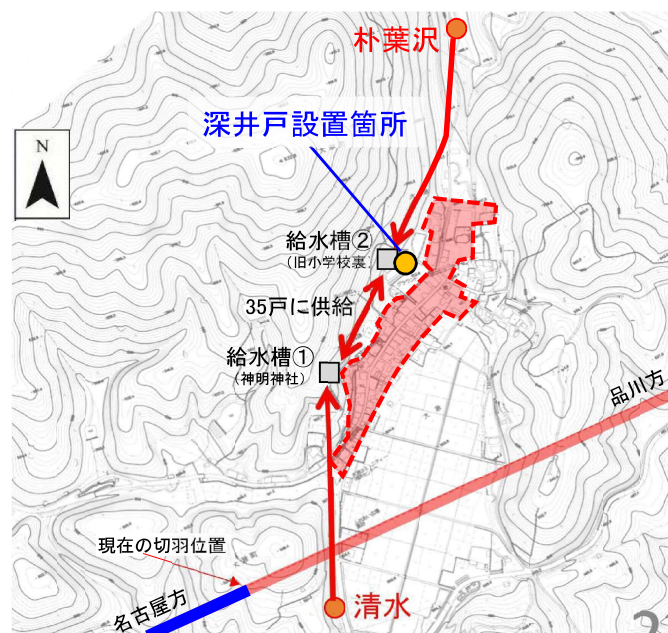 朴葉沢
深井戸設置箇所
N
給水槽②
（旧小学校裏）
35戸に供給
給水槽①
（神明神社）
品川方
現在の切羽位置
名古屋方
清水